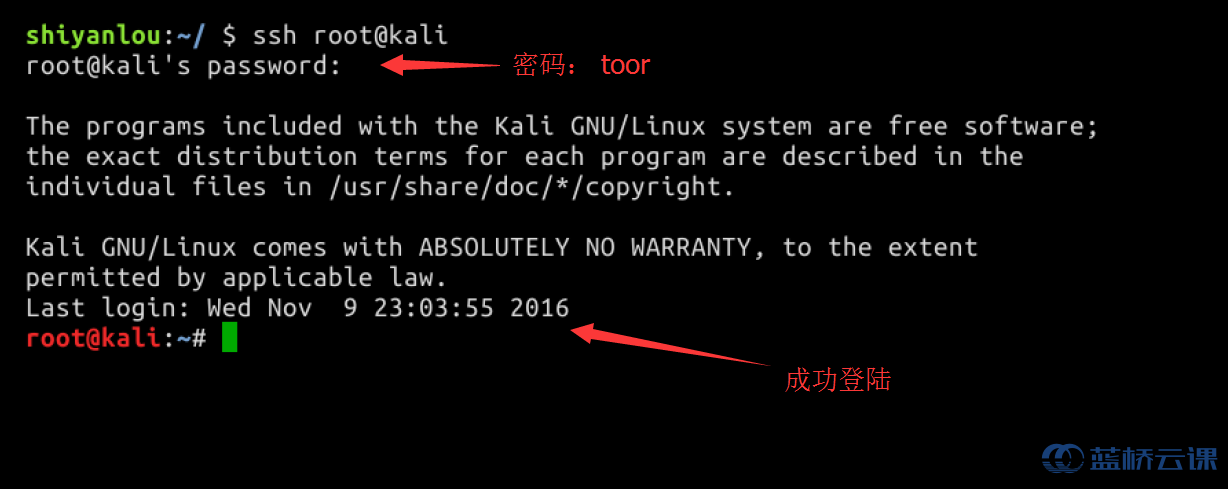 shiyanlou:~/ $ ssh root@kali
root@kali's password:
密码： toor
The programs included with the Kali GNU/Linux system are free software;
the exact distribution terms for each program are described in the
individual files in /usr/share/doc/*/copyright.
Kali GNU/Linux comes with ABSOLUTELY NO WARRANTY, to the extent
permitted by applicable law.
Last login: Wed Nov  9 23:03:55 2016
root@kali:~#
成功登陆
蓝桥云课